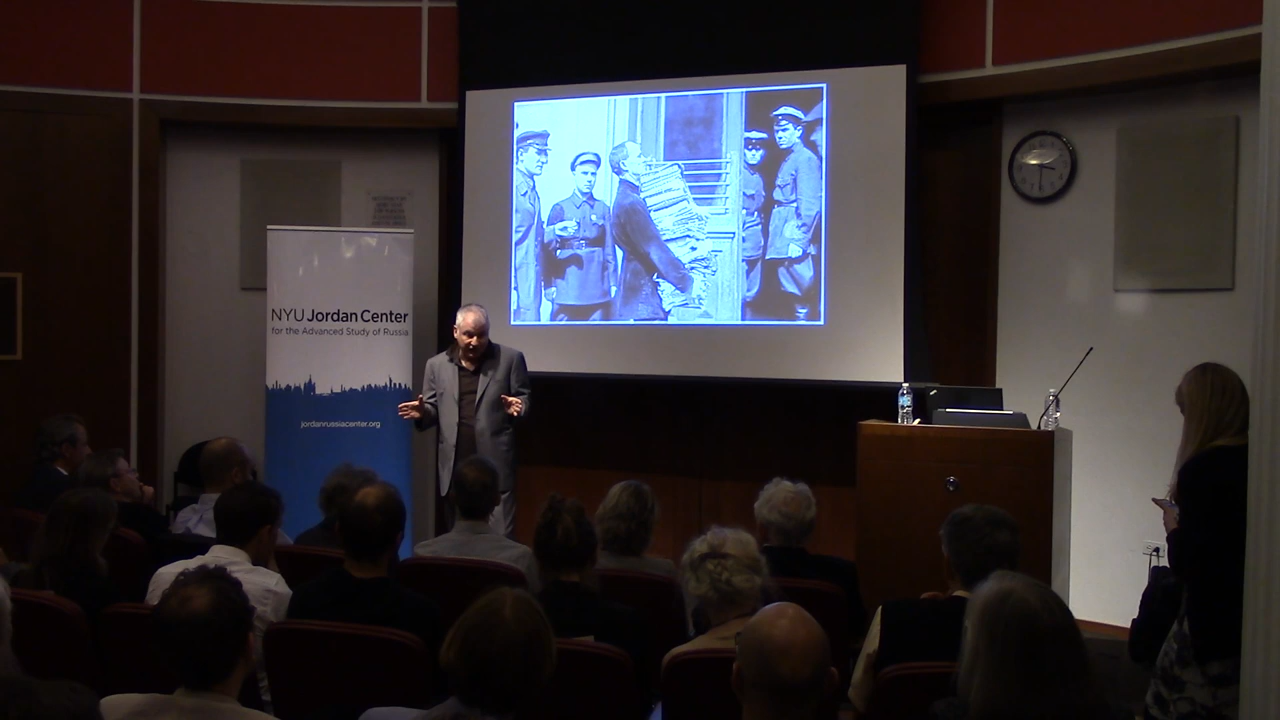 NYU Jordan Center
for the Advanced Study of Russia
jordanrussiacenter.org